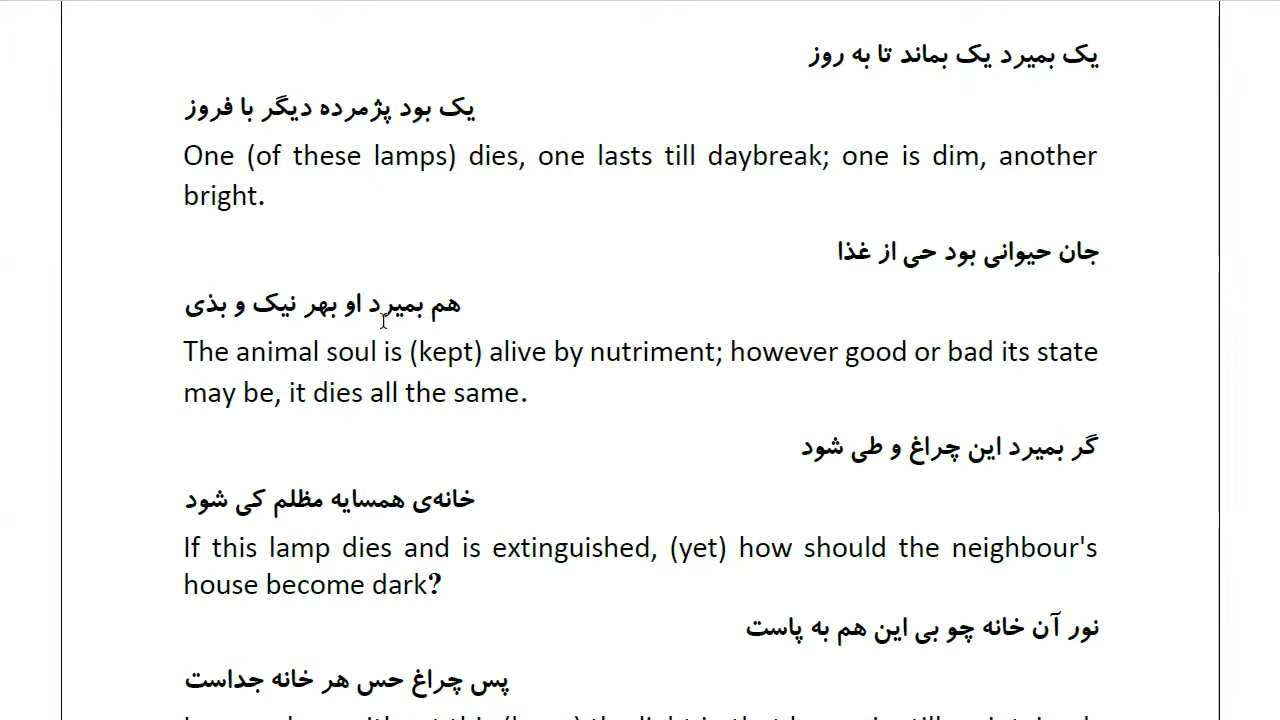 یک بمیرد یک بماند تا به روز
یک بود پژمرده دیگر با فروز
One (of these lamps) dies, one lasts till daybreak; one is dim, another
bright.
جان حیوانی بود حی از غذا
هم بمیرد او بهر نیک و بذی
The animal soul is (kept) alive by nutriment; however good or bad its state
may be, it dies all the same.
گر بمیرد این چراغ و طی شود
خانه‌ی همسایه مظلم کی شود
If this lamp dies and is extinguished, (yet) how should the neighbour's
house become dark?
نور آن خانه چو بی این هم به پاست
پس چراغ حس هر خانه جداست